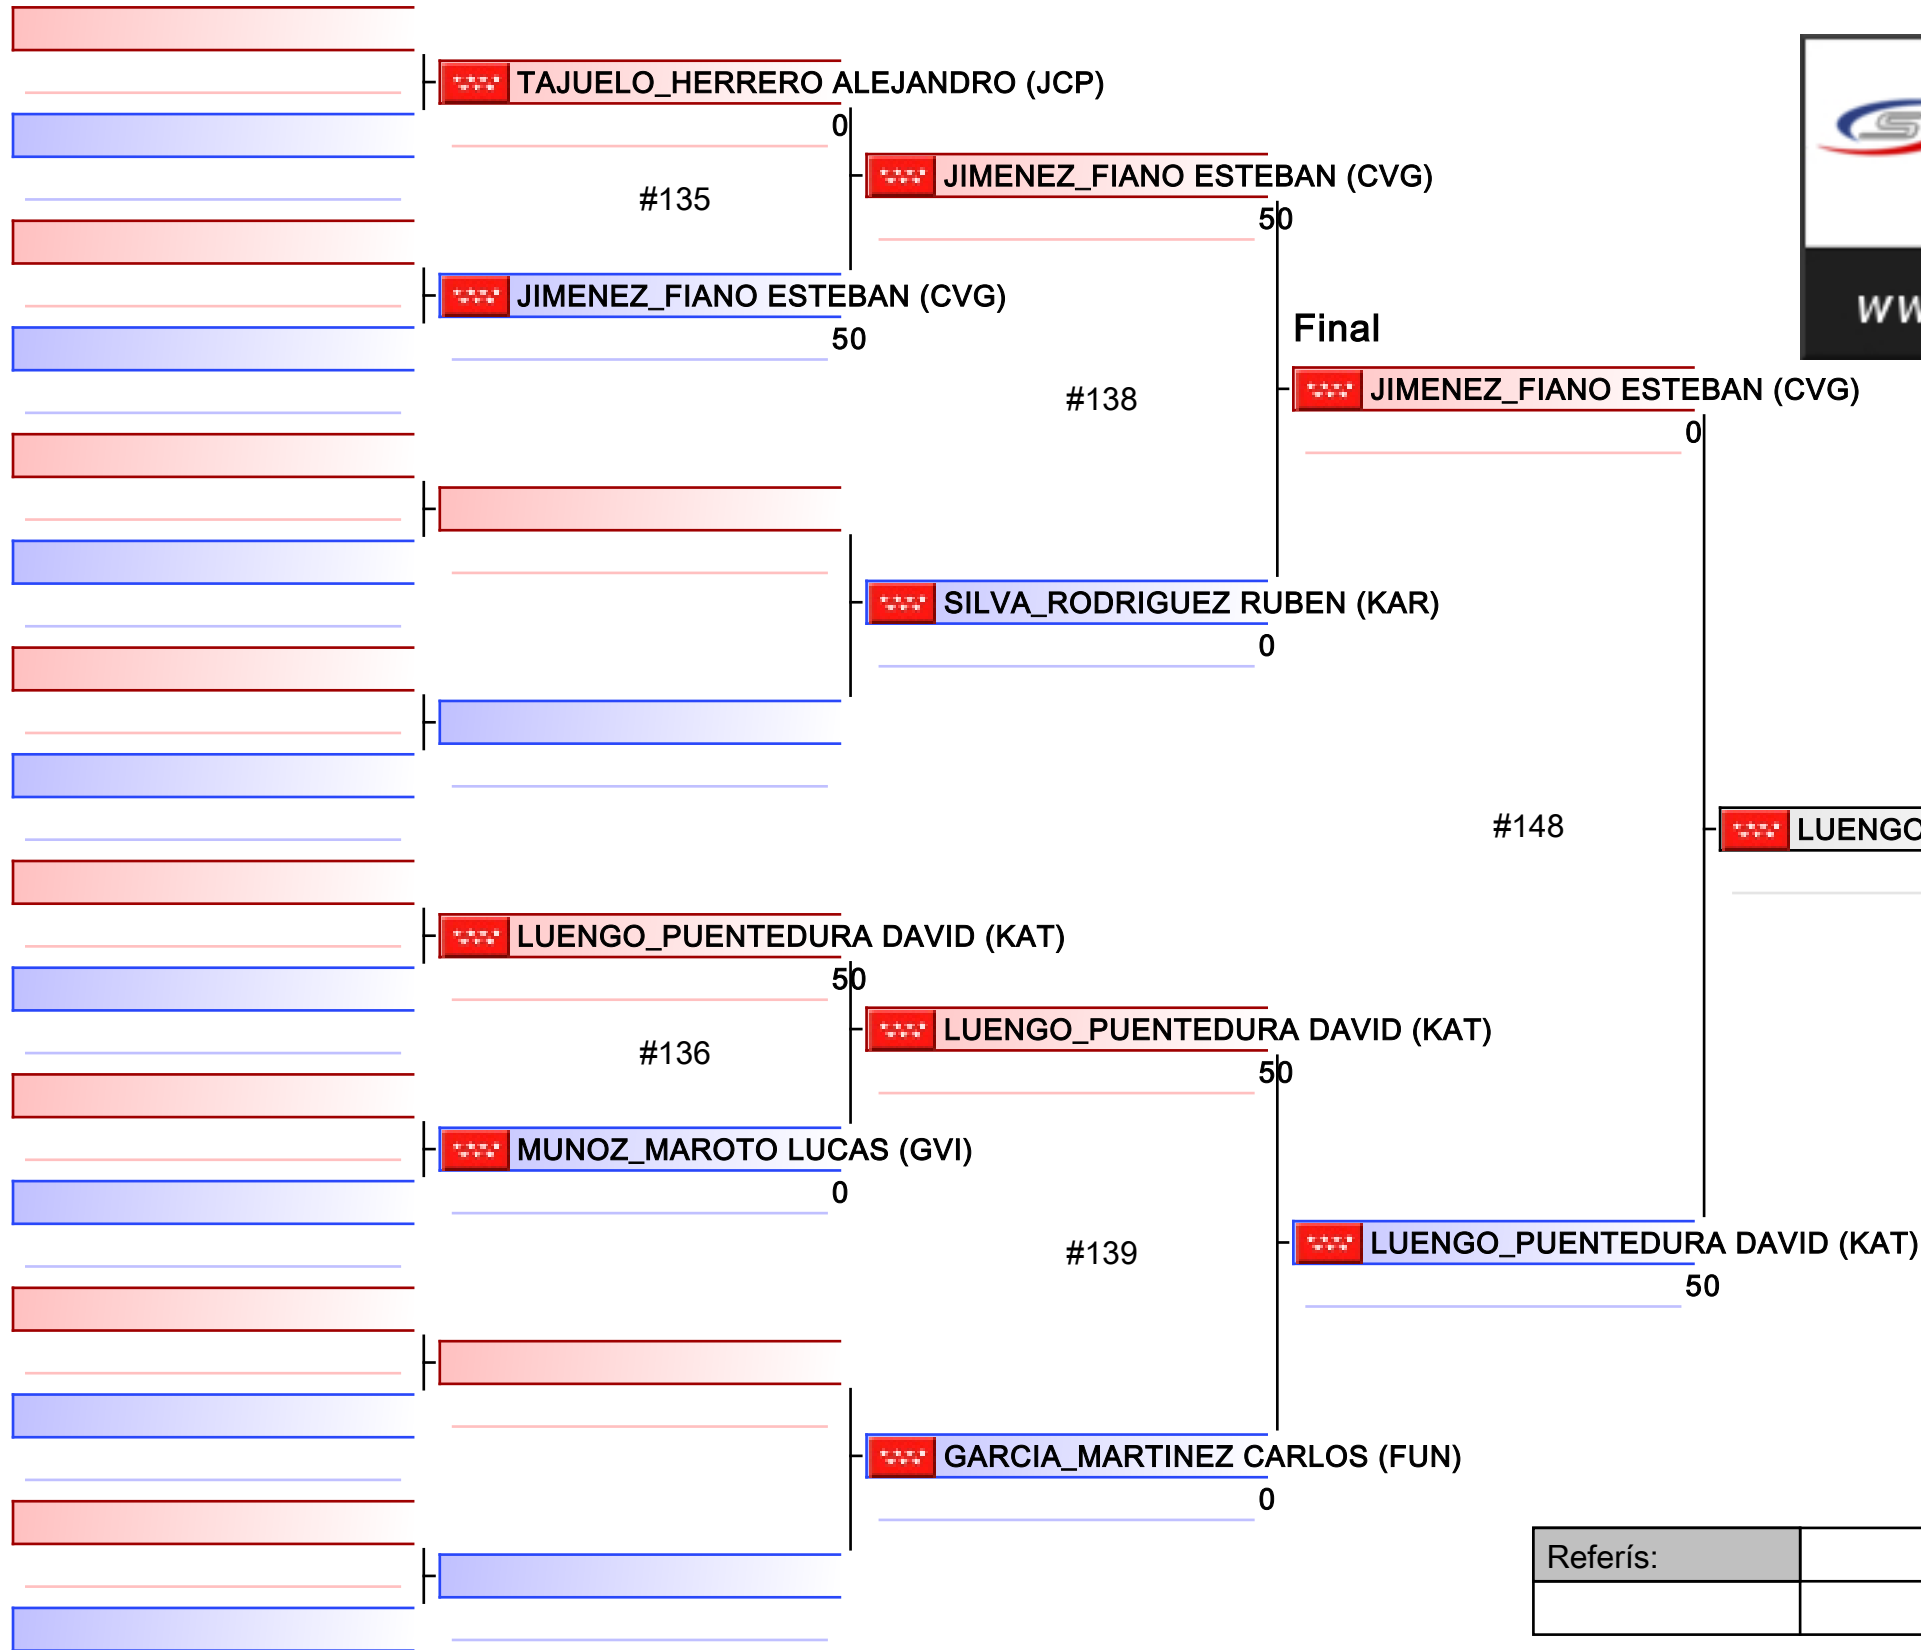 TAJUELO_HERRERO ALEJANDRO (JCP)
0
#135
JIMENEZ_FIANO ESTEBAN (CVG)
50
JIMENEZ_FIANO ESTEBAN (CVG)
50
#138
SILVA_RODRIGUEZ RUBEN (KAR)
0
Final
JIMENEZ_FIANO ESTEBAN (CVG)
0
#148
LUENGO
LUENGO_PUENTEDURA DAVID (KAT)
50
#136
MUNOZ_MAROTO LUCAS (GVI)
0
LUENGO_PUENTEDURA DAVID (KAT)
50
#139
GARCIA_MARTINEZ CARLOS (FUN)
0
LUENGO_PUENTEDURA DAVID (KAT)
50
Referís: